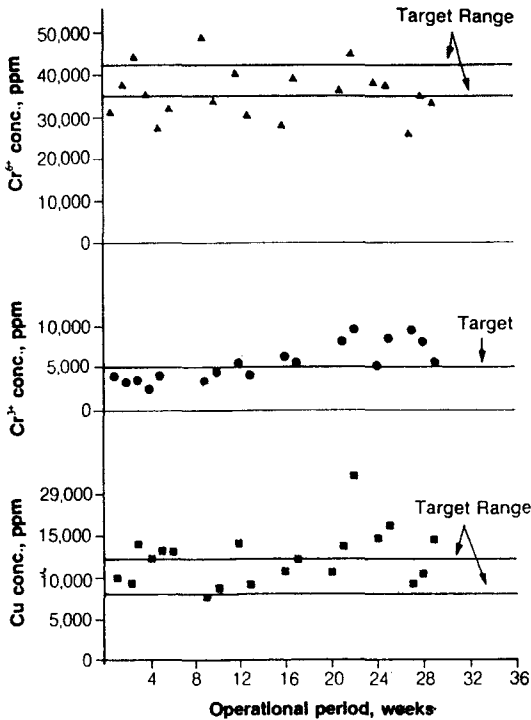 Target Range
50,000
40,000
30,000
20,000
10,000
0
Cr⁶⁺ conc., ppm
Target
10,000
5,000
0
Cr³⁺ conc., ppm
Target Range
29,000
15,000
10,000
5,000
0
Cu conc., ppm
4 8 12 16 20 24 28 32 36
Operational period, weeks